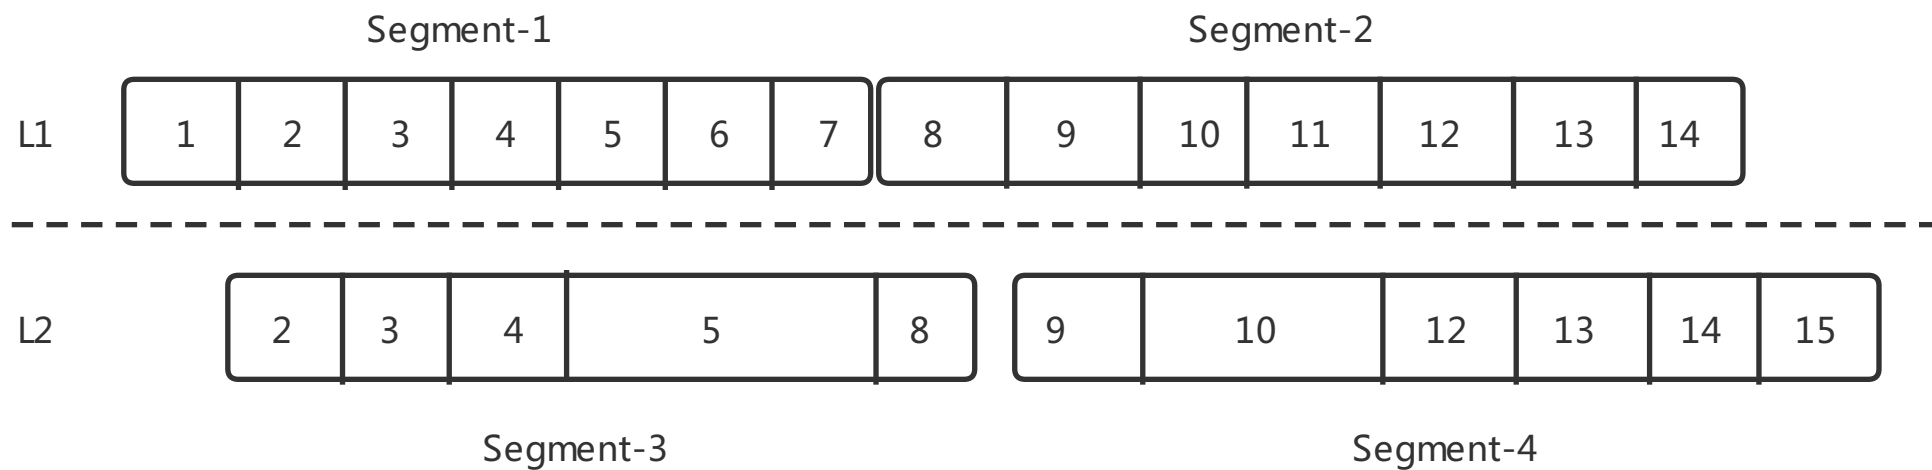 Segment-1 Segment-2
L1 1 2 3 4 5 6 7 8 9 10 11 12 13 14
L2 2 3 4 5 8 9 10 12 13 14 15
Segment-3 Segment-4